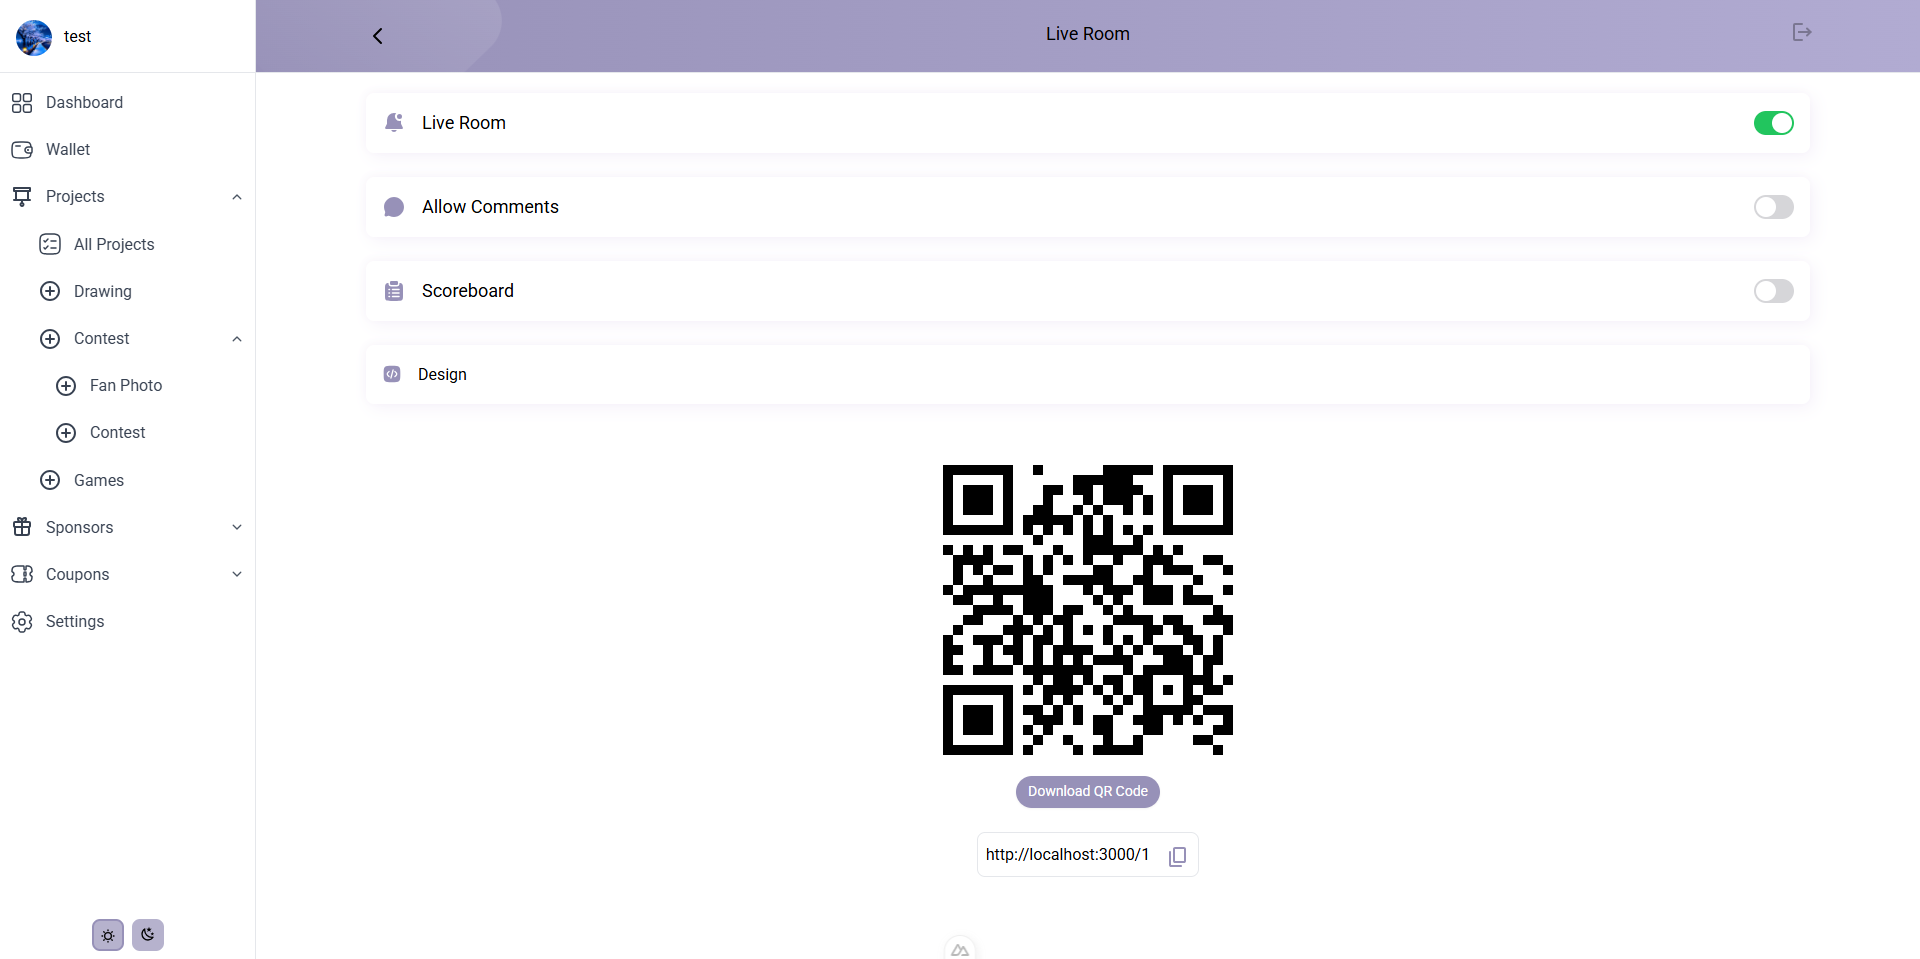 test
Live Room
Dashboard
Wallet
Projects
All Projects
Drawing
Contest
Fan Photo
Contest
Games
Sponsors
Coupons
Settings
Live Room
Allow Comments
Scoreboard
Design
Download QR Code
http://localhost:3000/1